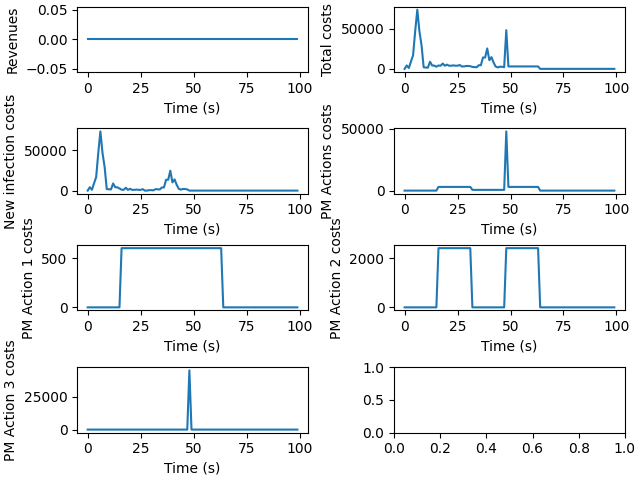 Revenues
0.05
0.00
−0.05
0 25 50 75 100
Time (s)
Total costs
50000
0
0 25 50 75 100
Time (s)
New infection costs
50000
0
0 25 50 75 100
Time (s)
PM Actions costs
50000
0
0 25 50 75 100
Time (s)
PM Action 1 costs
500
0
0 25 50 75 100
Time (s)
PM Action 2 costs
2000
0
0 25 50 75 100
Time (s)
PM Action 3 costs
25000
0
0 25 50 75 100
Time (s)
1.0
0.5
0.0
0.0 0.2 0.4 0.6 0.8 1.0